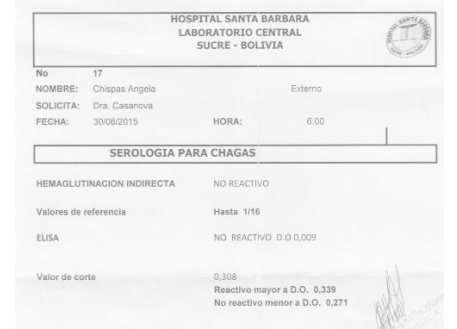 HOSPITAL SANTA BARBARA
LABORATORIO CENTRAL
SUCRE - BOLIVIA
No 17
NOMBRE: Chispas Angela Externo
SOLICITA: Dra. Casanova
FECHA: 30/06/2015 HORA: 6:00
SEROLOGIA PARA CHAGAS
HEMAGLUTINACION INDIRECTA NO REACTIVO
Valores de referencia Hasta 1/16
ELISA NO REACTIVO D.O 0,009
Valor de corte 0,308
Reactivo mayor a D.O. 0,339
No reactivo menor a D.O. 0,271